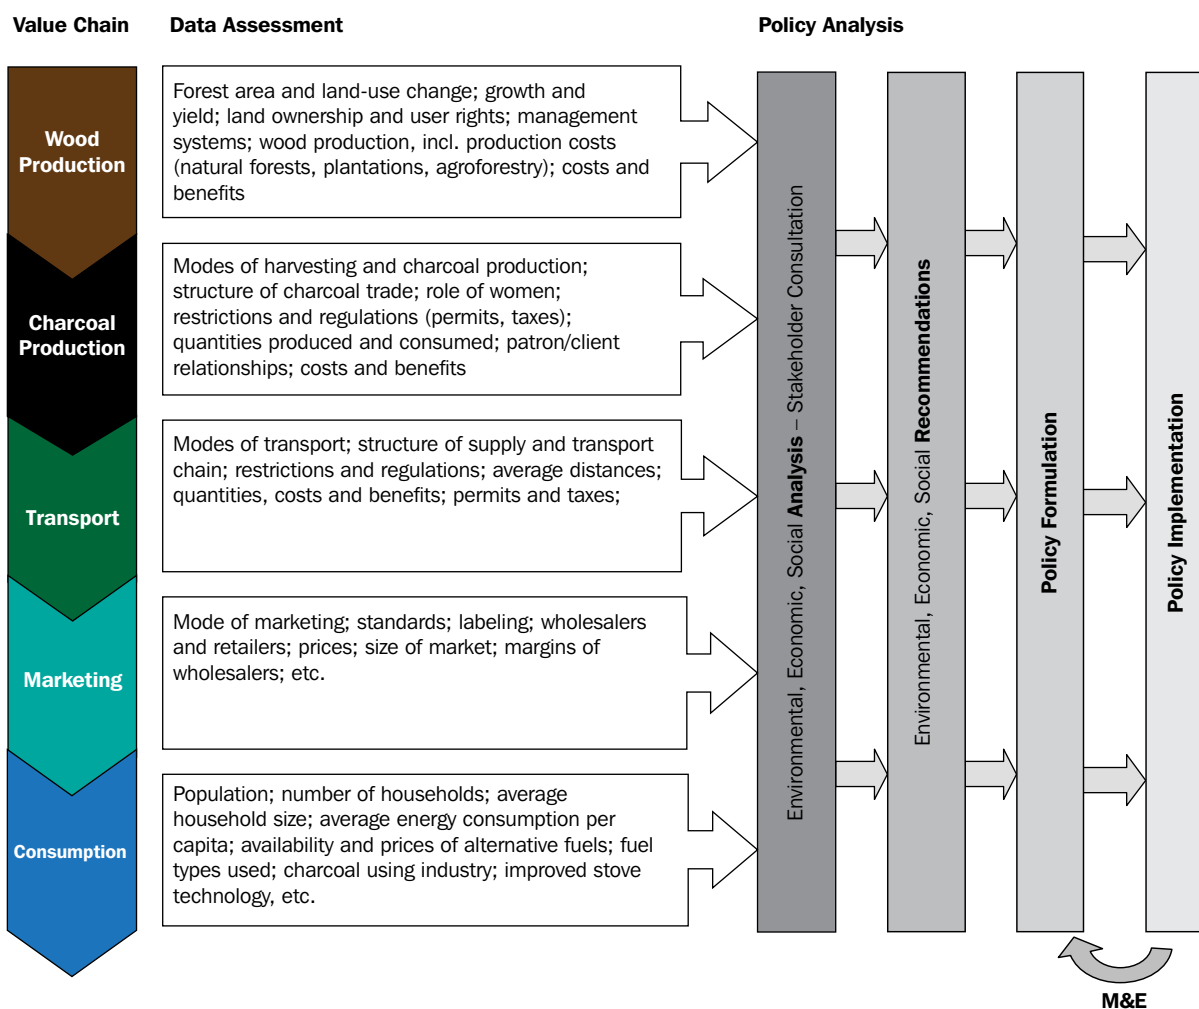 Value Chain
Data Assessment
Policy Analysis
Wood
Production
Forest area and land-use change; growth and
yield; land ownership and user rights; management
systems; wood production, incl. production costs
(natural forests, plantations, agroforestry); costs and
benefits
Charcoal
Production
Modes of harvesting and charcoal production;
structure of charcoal trade; role of women;
restrictions and regulations (permits, taxes);
quantities produced and consumed; patron/client
relationships; costs and benefits
Transport
Modes of transport; structure of supply and transport
chain; restrictions and regulations; average distances;
quantities, costs and benefits; permits and taxes;
Marketing
Mode of marketing; standards; labeling; wholesalers
and retailers; prices; size of market; margins of
wholesalers; etc.
Consumption
Population; number of households; average
household size; average energy consumption per
capita; availability and prices of alternative fuels; fuel
types used; charcoal using industry; improved stove
technology, etc.
Environmental, Economic, Social Analysis – Stakeholder Consultation
Environmental, Economic, Social Recommendations
Policy Formulation
Policy Implementation
M&E